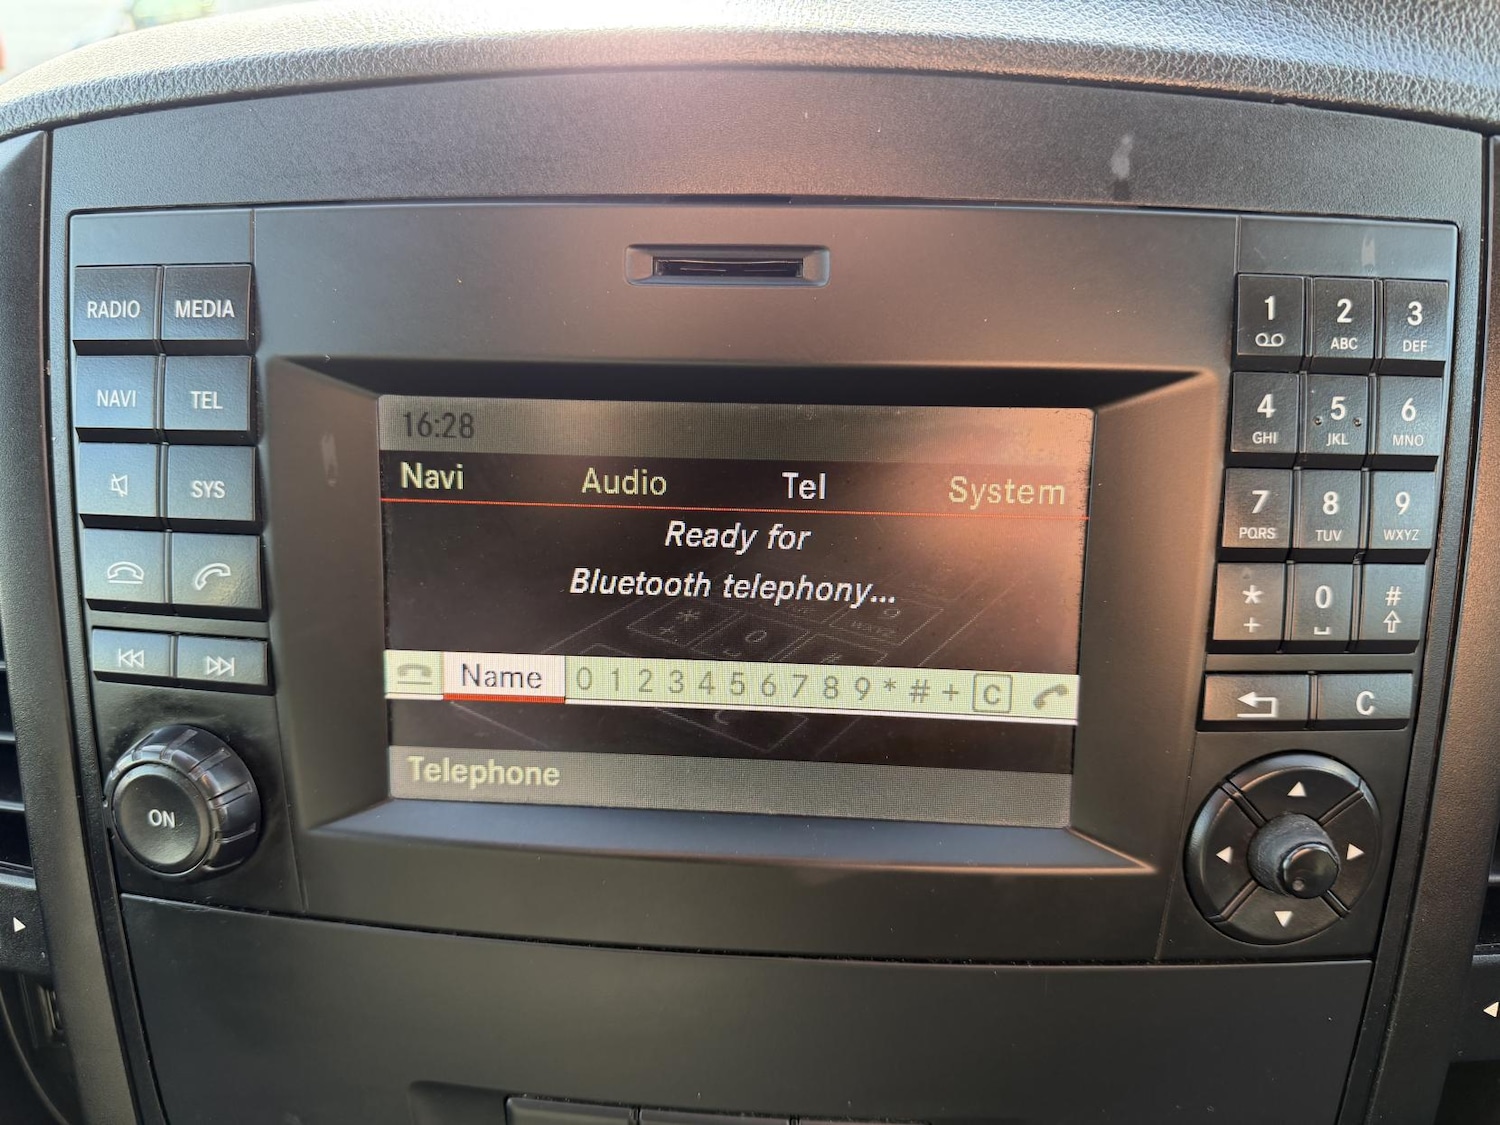 RADIO MEDIA
NAVI TEL
SYS
ON
16:28
Navi Audio Tel System
Ready for
Bluetooth telephony...
Name 0 1 2 3 4 5 6 7 8 9 * # + C
Telephone
1 2 3
ABC DEF
4 5 6
GHI JKL MNO
7 8 9
PQRS TUV WXYZ
* 0 #
+
C